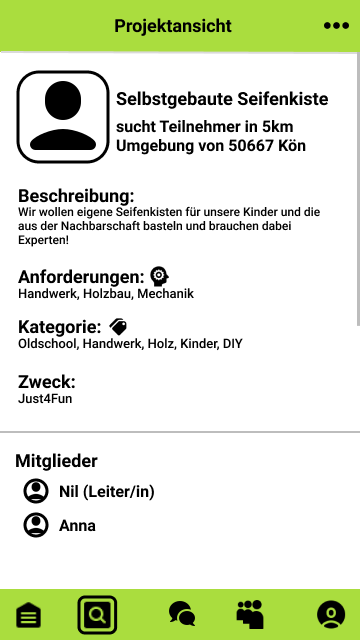 Projektansicht
Selbstgebaute Seifenkiste
sucht Teilnehmer in 5km
Umgebung von 50667 Kön
Beschreibung:
Wir wollen eigene Seifenkisten für unsere Kinder und die
aus der Nachbarschaft basteln und brauchen dabei
Experten!
Anforderungen:
Handwerk, Holzbau, Mechanik
Kategorie:
Oldschool, Handwerk, Holz, Kinder, DIY
Zweck:
Just4Fun
Mitglieder
Nil (Leiter/in)
Anna